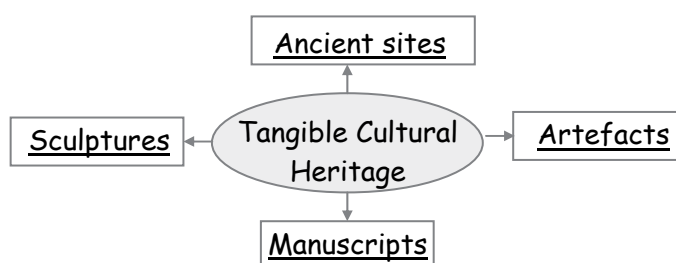 Ancient sites
Sculptures
Tangible Cultural
Heritage
Artefacts
Manuscripts